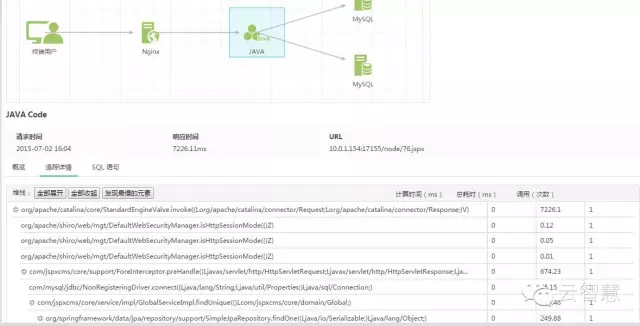 MySQL
终端用户
Nginx
JAVA
MySQL
JAVA Code
请求时间 响应时间 URL
2015-07-02 16:04 7226.11ms 10.0.1.154:17155/node/76.jspx
概览 追踪详情 SQL 语句
堆栈: 全部展开 全部收起 发现最慢的元素 计算时间(ms) 总耗时(ms) 调用(次数)
org/apache/catalina/core/StandardEngineValve.invoke((Lorg/apache/catalina/connector/Request;Lorg/apache/catalina/connector/Response;)V) 0 7226.1 1
org/apache/shiro/web/mgt/DefaultWebSecurityManager.isHttpSessionMode(()Z) 0 0.12 1
org/apache/shiro/web/mgt/DefaultWebSecurityManager.isHttpSessionMode(()Z) 0 0.05 1
org/apache/shiro/web/mgt/DefaultWebSecurityManager.isHttpSessionMode(()Z) 0 0.01 1
com/jspxcms/core/support/ForeInterceptor.preHandle((Ljavax/servlet/http/HttpServletRequest;Ljavax/servlet/http/HttpServletResponse;Ljava... 0 674.23 1
com/mysql/jdbc/NonRegisteringDriver.connect((Ljava/lang/String;Ljava/util/Properties;)Ljava/sql/Connection;) 0 .15 1
com/jspxcms/core/service/impl/GlobalServiceImpl.findUnique(()Lcom/jspxcms/core/domain/Global;) 0 .46 1
org/springframework/data/jpa/repository/support/SimpleJpaRepository.findOne((Ljava/io/Serializable;)Ljava/lang/Object;) 0 249.88 1
云智慧